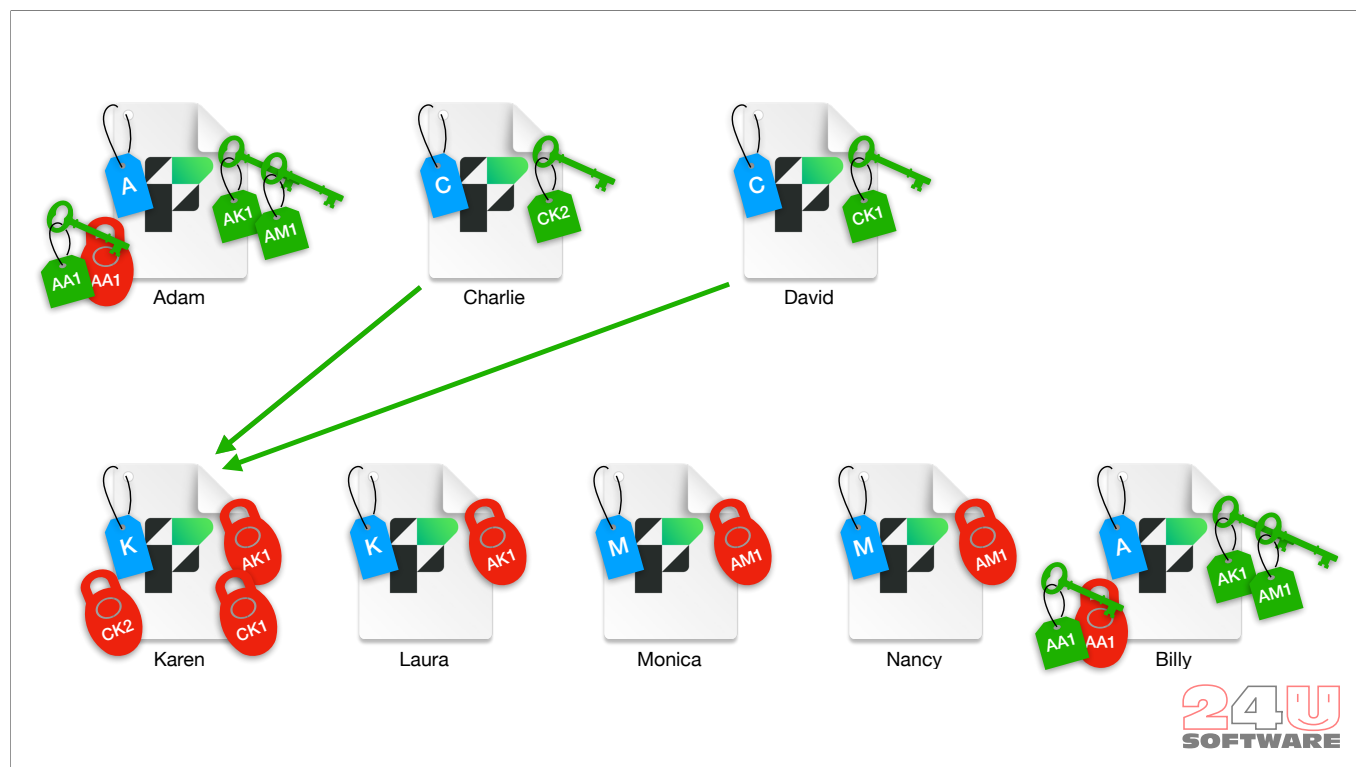 A
AK1
AM1
AA1
AA1
Adam
C
CK2
Charlie
C
CK1
David
K
AK1
CK2
CK1
Karen
K
AK1
Laura
M
AM1
Monica
M
AM1
Nancy
A
AK1
AM1
AA1
AA1
Billy
24U
SOFTWARE